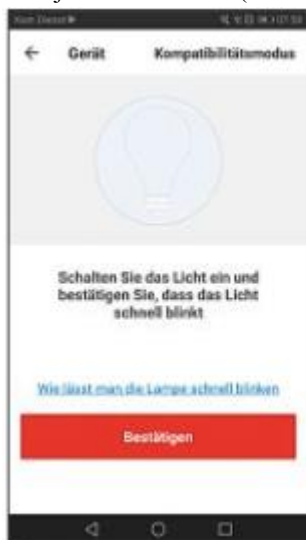 ← Gerät Kompatibilitätsmodus
Schalten Sie das Licht ein und
bestätigen Sie, dass das Licht
schnell blinkt
Wie lässt man die Lampe schnell blinken
Bestätigen